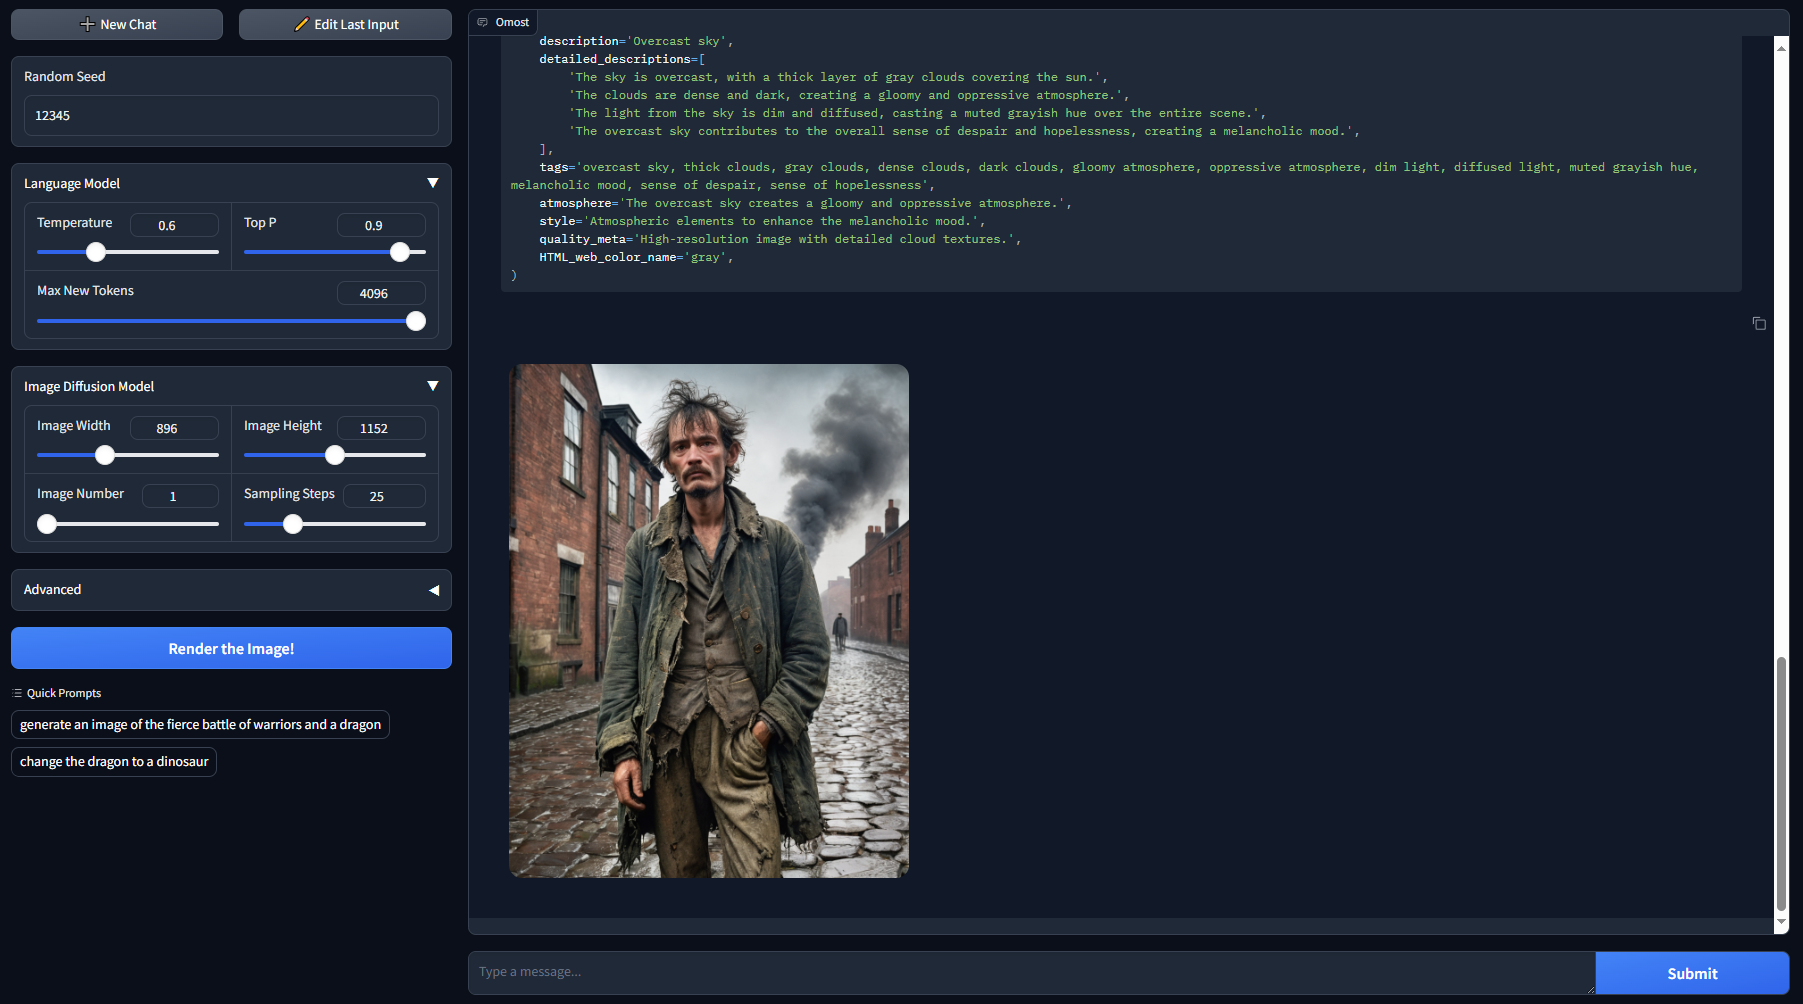 New Chat
Edit Last Input
Random Seed
12345
Language Model
Temperature
0.6
Top P
0.9
Max New Tokens
4096
Image Diffusion Model
Image Width
896
Image Height
1152
Image Number
1
Sampling Steps
25
Advanced
Render the Image!
Quick Prompts
generate an image of the fierce battle of warriors and a dragon
change the dragon to a dinosaur
Omost
description='Overcast sky',
detailed_descriptions=[
'The sky is overcast, with a thick layer of gray clouds covering the sun.',
'The clouds are dense and dark, creating a gloomy and oppressive atmosphere.',
'The light from the sky is dim and diffused, casting a muted grayish hue over the entire scene.',
'The overcast sky contributes to the overall sense of despair and hopelessness, creating a melancholic mood.',
],
tags='overcast sky, thick clouds, gray clouds, dense clouds, dark clouds, gloomy atmosphere, oppressive atmosphere, dim light, diffused light, muted grayish hue,
melancholic mood, sense of despair, sense of hopelessness',
atmosphere='The overcast sky creates a gloomy and oppressive atmosphere.',
style='Atmospheric elements to enhance the melancholic mood.',
quality_meta='High-resolution image with detailed cloud textures.',
HTML_web_color_name='gray',
)
Type a message...
Submit